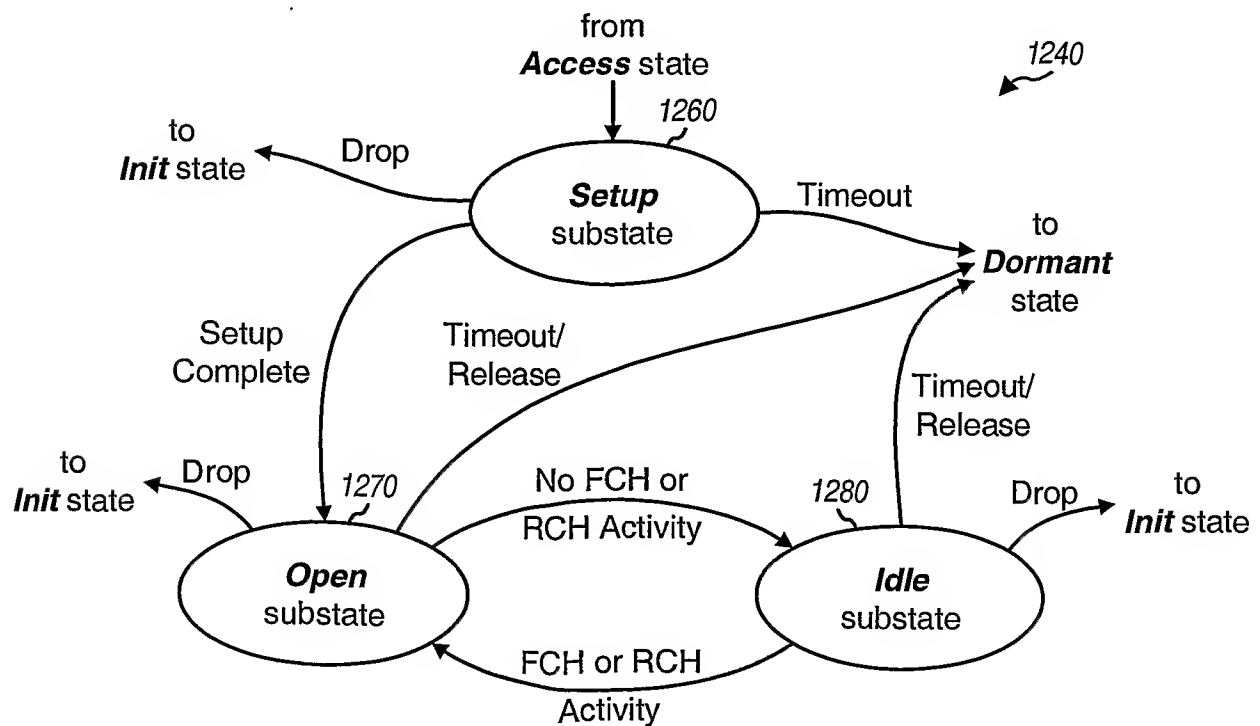 from
Access state
1240
1260
to
Init state
Drop
Setup
substate
Timeout
to
Dormant
state
Setup
Complete
Timeout/
Release
Timeout/
Release
to
Init state
Drop
1270
No FCH or
RCH Activity
1280
Drop
to
Init state
Open
substate
Idle
substate
FCH or RCH
Activity